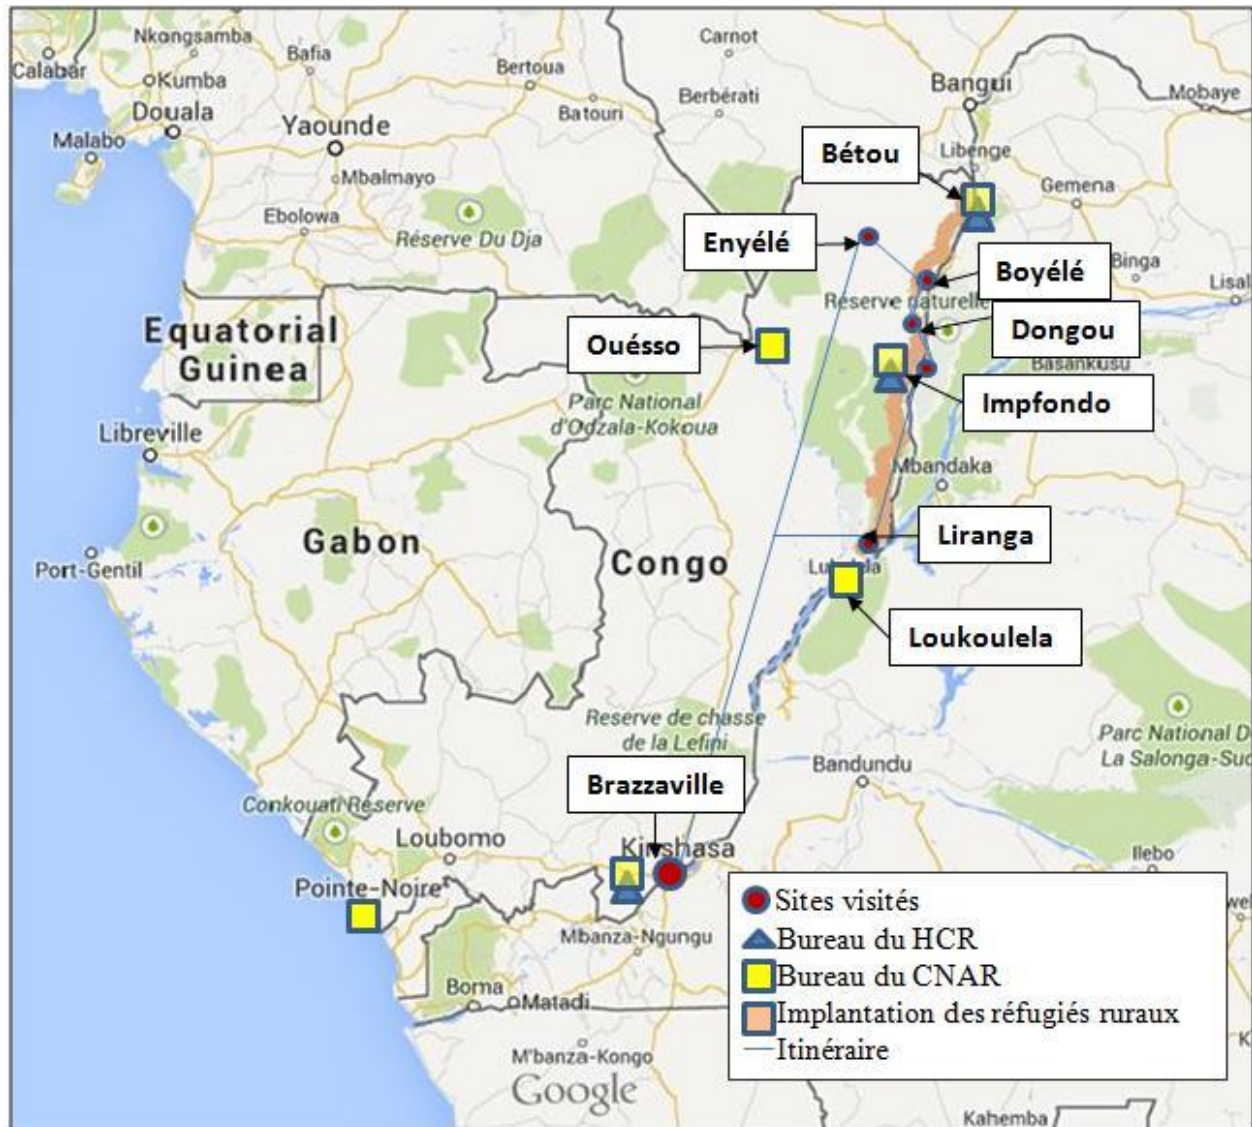 Nkongsamba
Bafia
Carnot
Calabar
Kumba
Bertoua
Bangui
Berbérati
Mobaye
Douala
Batouri
Yaounde
Malabo
Bétou
Libenge
Mbalmayo
Gemena
Ebolowa
Réserve Du Dja
Enyélé
Boyélé
Binga
Lisal
Réserve naturelle
Equatorial
Guinea
Ouésso
Dongou
Basankusu
Impfondo
Parc National
d'Odzala-Kokoua
Libreville
Mbandaka
Gabon
Congo
Liranga
Port-Gentil
Loukoulela
Reserve de chasse
de la Lefini
Parc National D
La Salonga-Sud
Bandundu
Brazzaville
Conkouati Réserve
Loubomo
Kinshasa
Ilebo
Pointe-Noire
Sites visités
Mbanza-Ngungu
Bureau du HCR
Bureau du CNAR
Boma
Matadi
Implantation des réfugiés ruraux
Itinéraire
M'banza-Kongo
Google
Kahemba